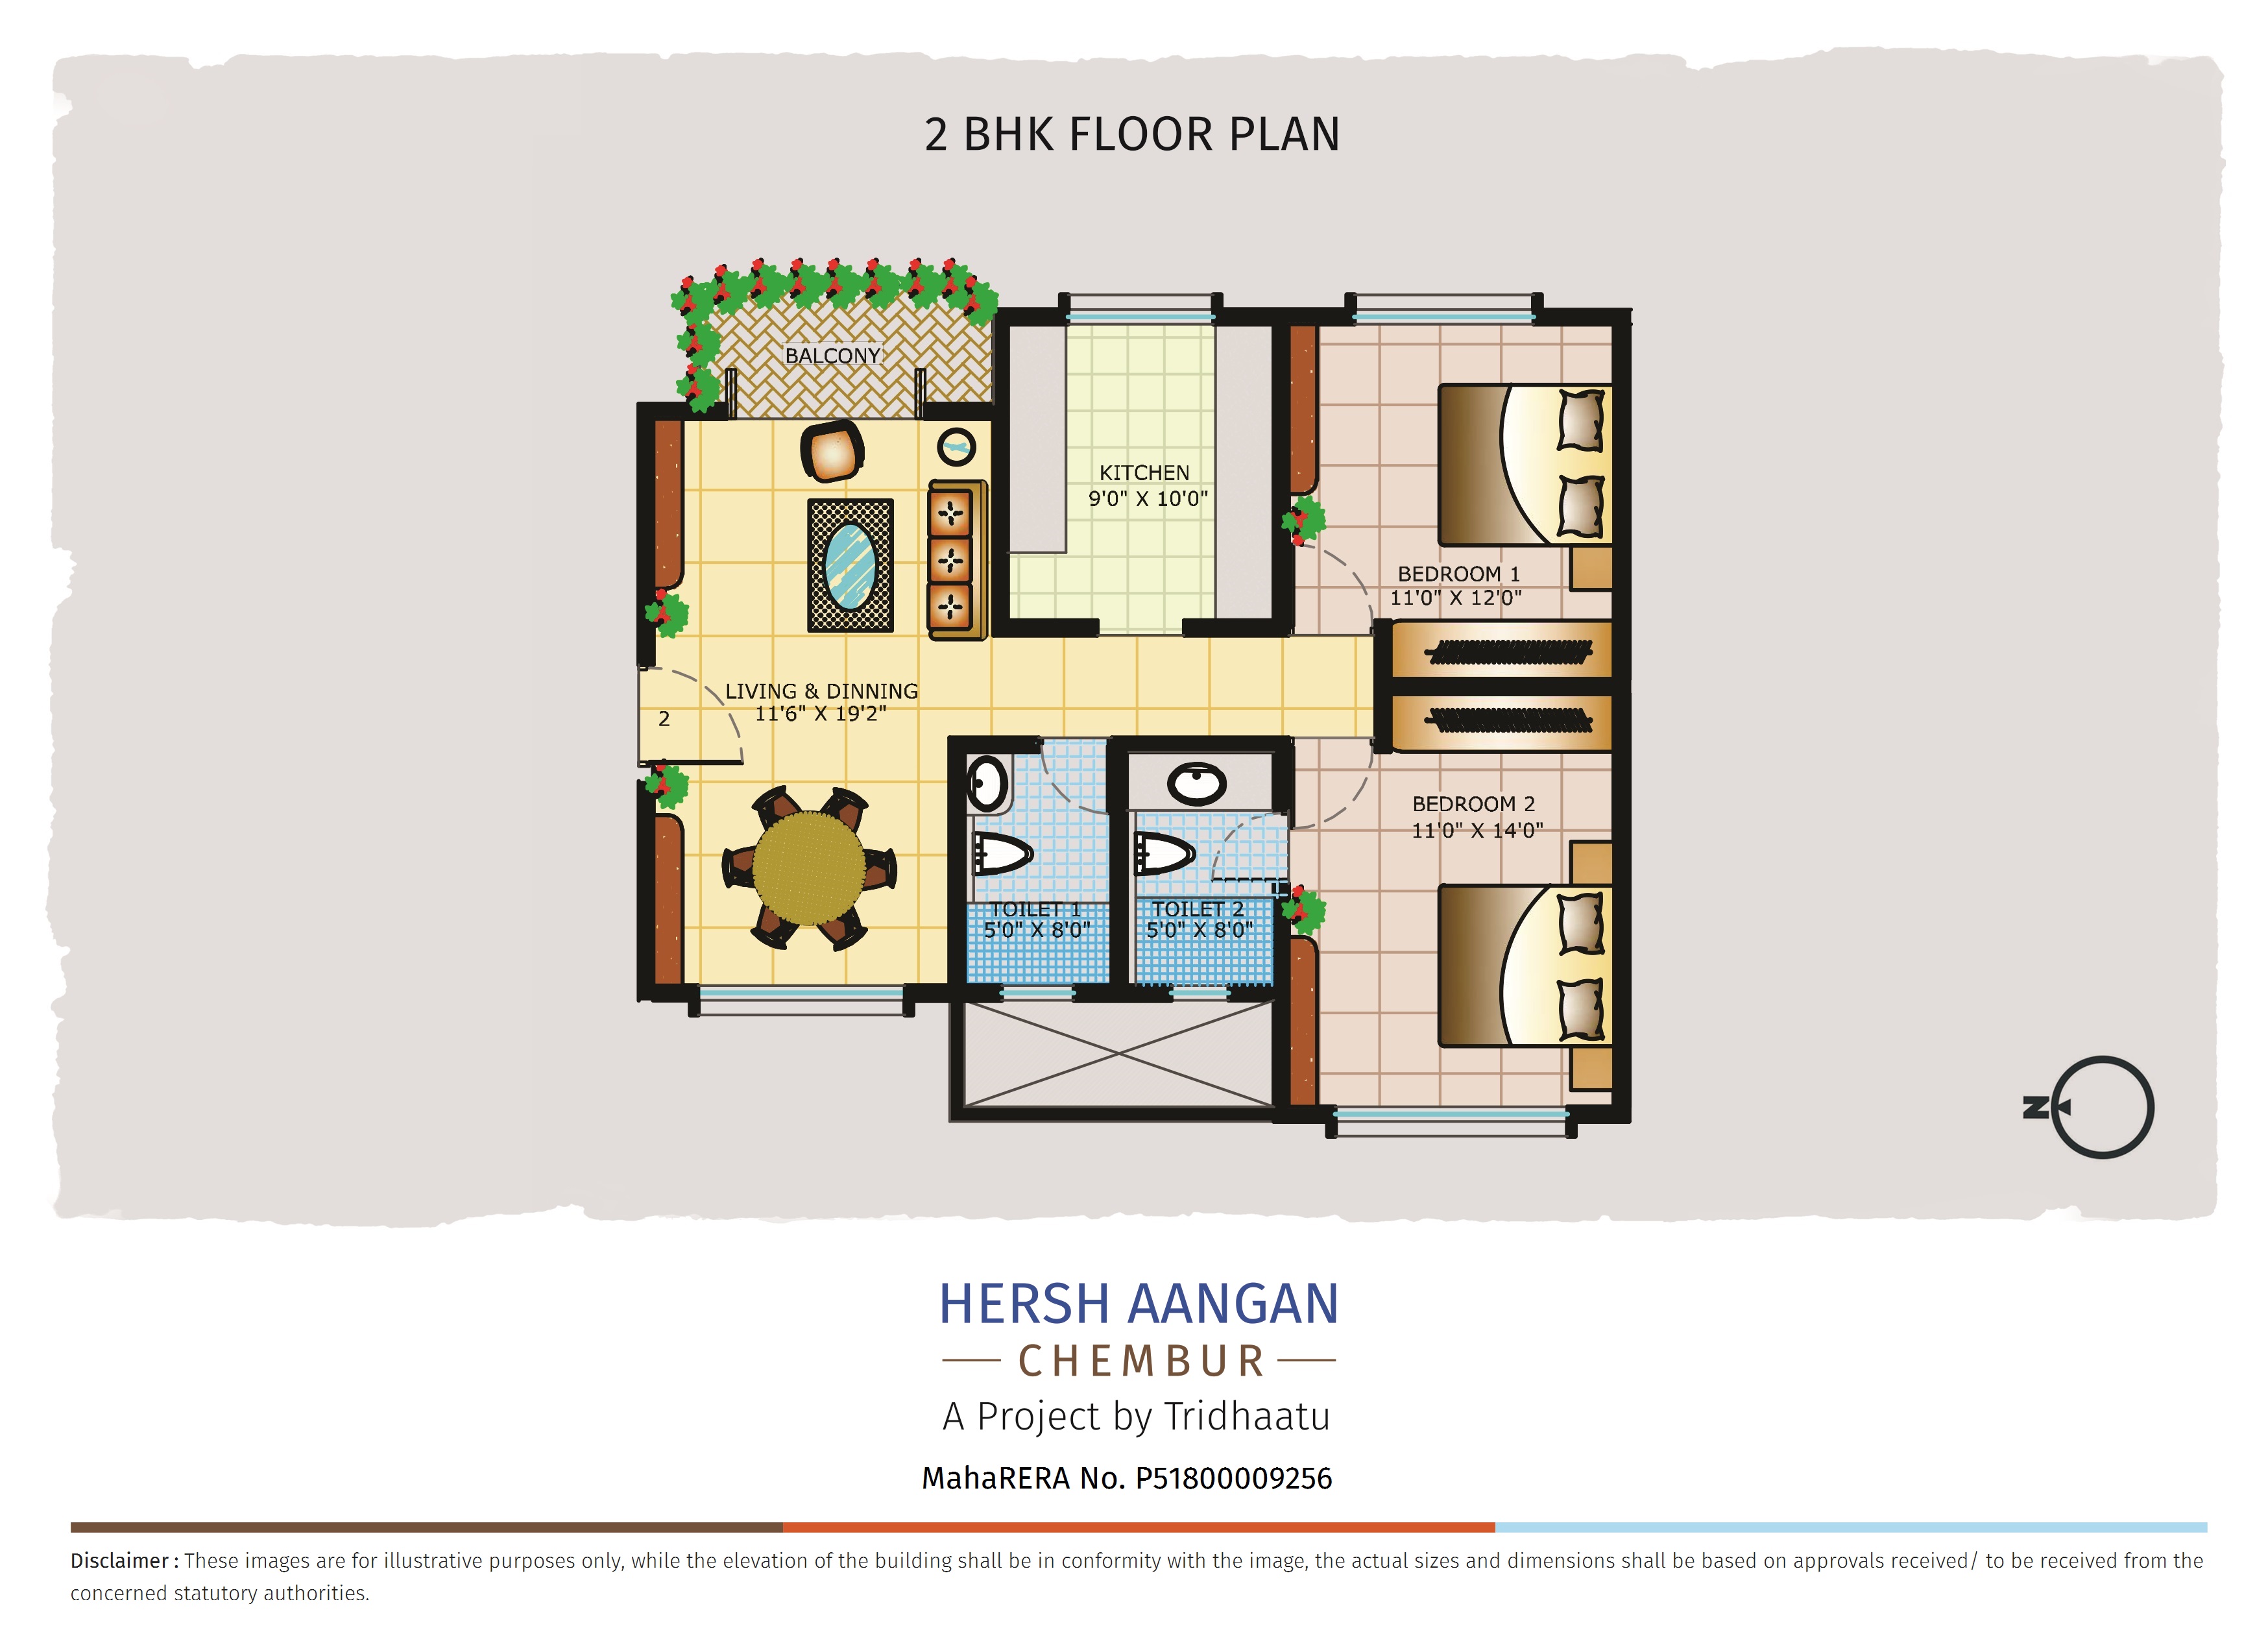 2 BHK FLOOR PLAN
BALCONY
KITCHEN
9'0" X 10'0"
BEDROOM 1
11'0" X 12'0"
LIVING & DINNING
11'6" X 19'2"
2
BEDROOM 2
11'0" X 14'0"
TOILET 1
5'0" X 8'0"
TOILET 2
5'0" X 8'0"
N
HERSH AANGAN
CHEMBUR
A Project by Tridhaatu
MahaRERA No. P51800009256
Disclaimer : These images are for illustrative purposes only, while the elevation of the building shall be in conformity with the image, the actual sizes and dimensions shall be based on approvals received/ to be received from the
concerned statutory authorities.